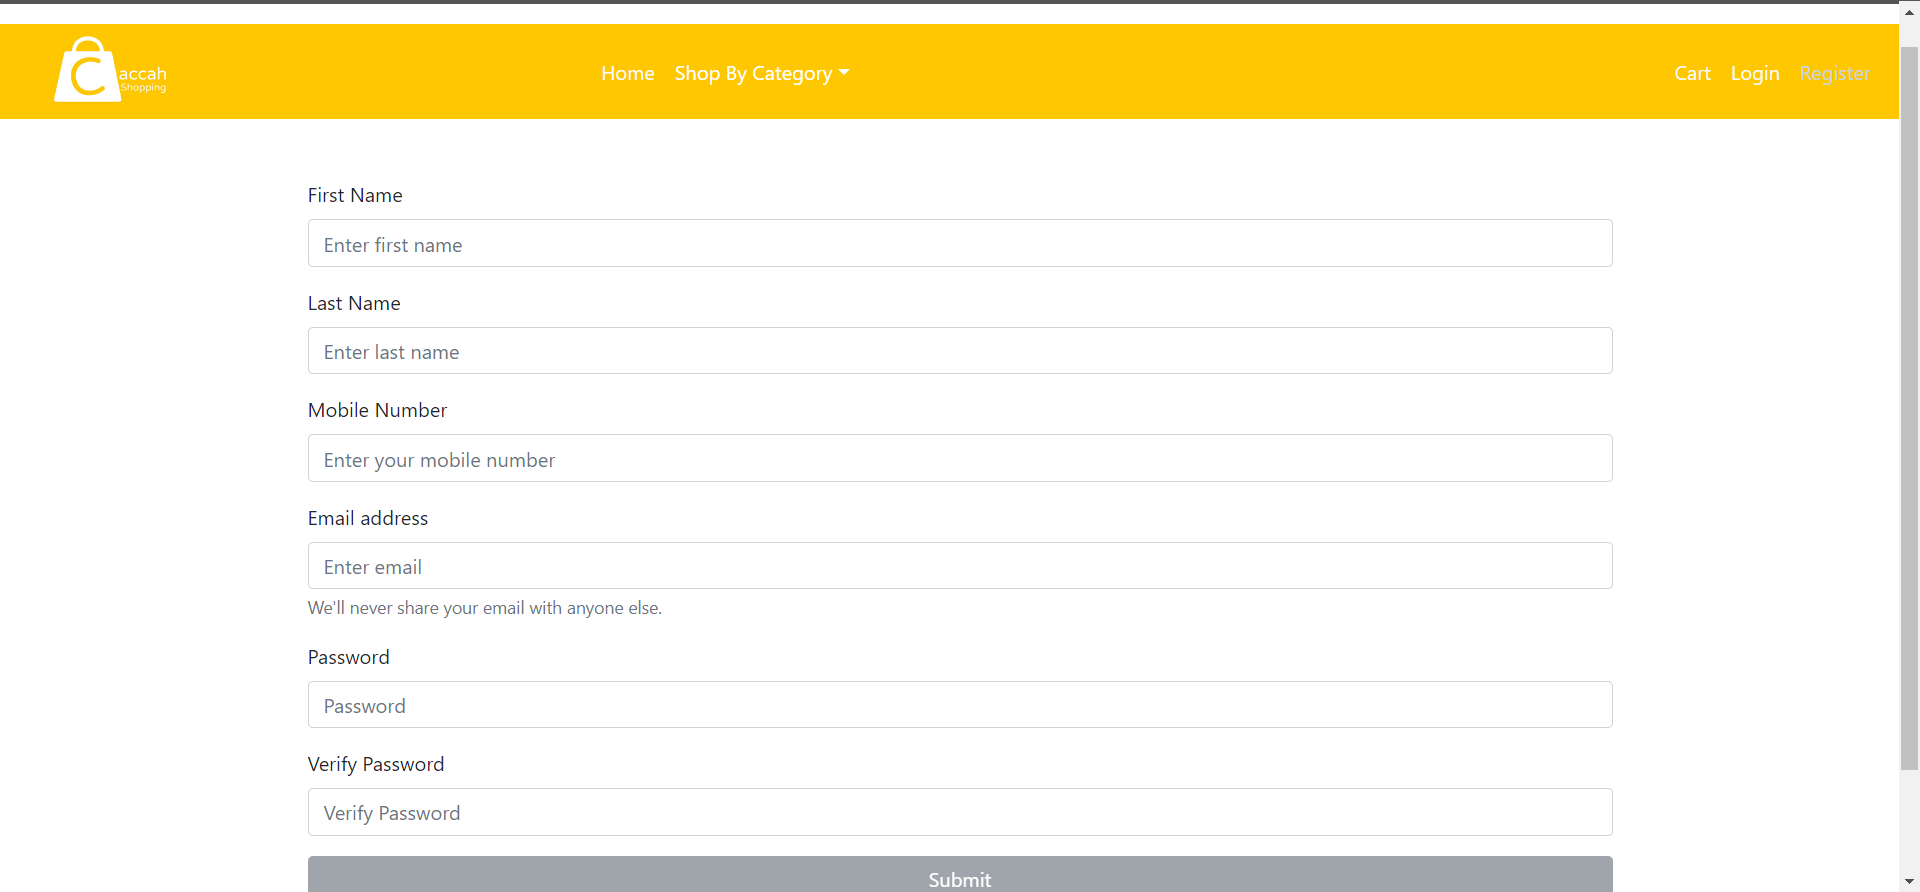 C accah
Shopping
Home Shop By Category Cart Login Register
First Name
Enter first name
Last Name
Enter last name
Mobile Number
Enter your mobile number
Email address
Enter email
We'll never share your email with anyone else.
Password
Password
Verify Password
Verify Password
Submit